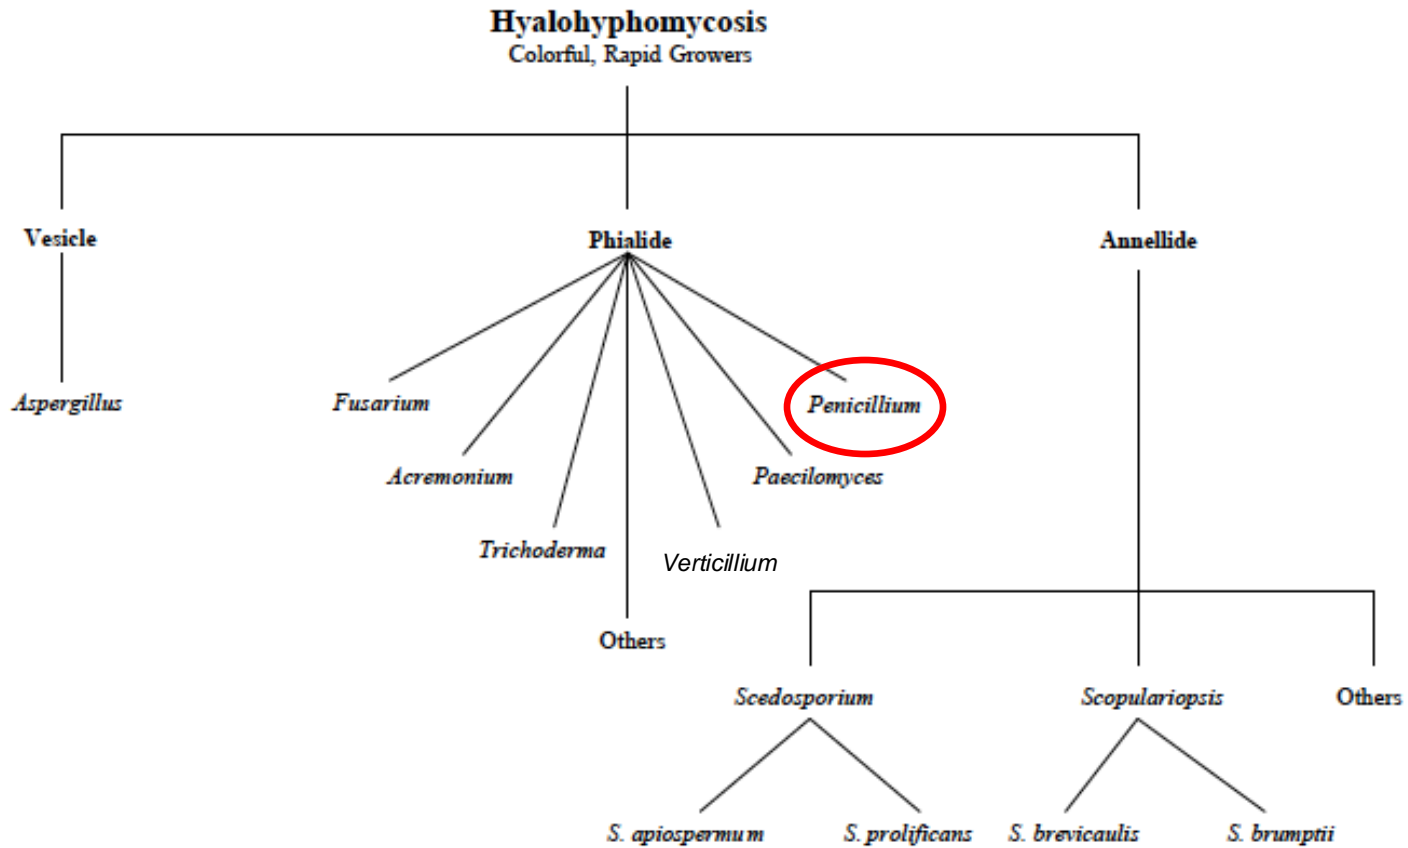 Hyalohyphomycosis
Colorful, Rapid Growers
Vesicle
Phialide
Annellide
Aspergillus
Fusarium
Penicillium
Acremonium
Paecilomyces
Trichoderma
Verticillium
Others
Scedosporium
Scopulariopsis
Others
S. apiospermum
S. prolificans
S. brevicaulis
S. brumptii